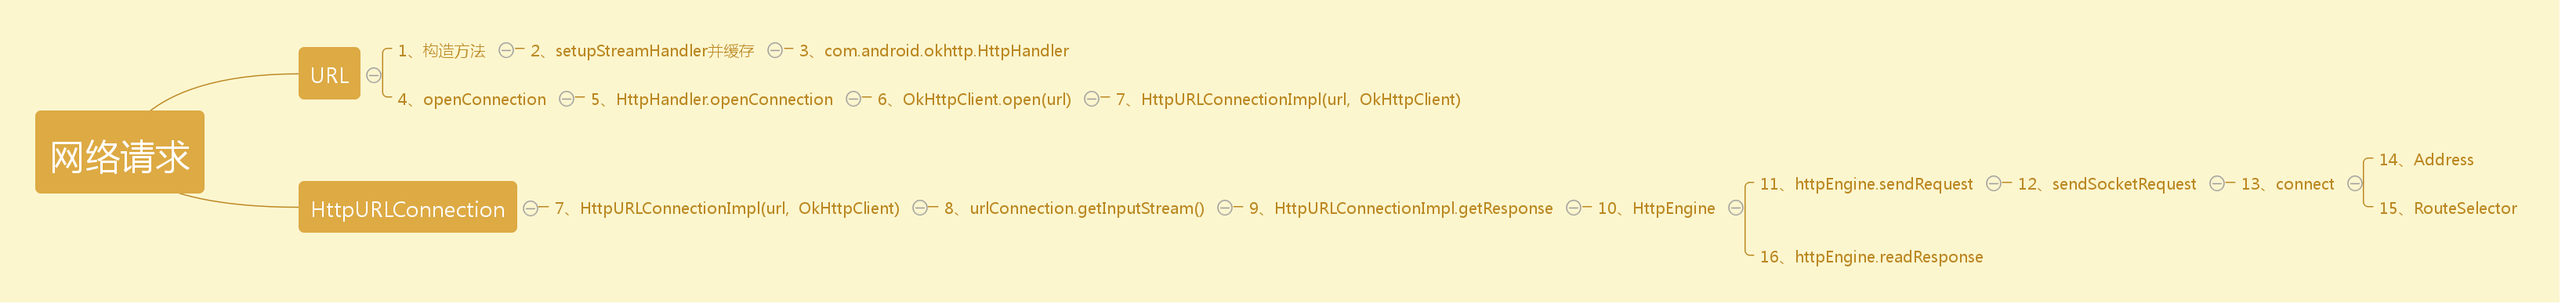 网络请求
URL
1、构造方法
2、setupStreamHandler并缓存
3、com.android.okhttp.HttpHandler
4、openConnection
5、HttpHandler.openConnection
6、OkHttpClient.open(url)
7、HttpURLConnectionImpl(url, OkHttpClient)
HttpURLConnection
7、HttpURLConnectionImpl(url, OkHttpClient)
8、urlConnection.getInputStream()
9、HttpURLConnectionImpl.getResponse
10、HttpEngine
11、httpEngine.sendRequest
12、sendSocketRequest
13、connect
14、Address
15、RouteSelector
16、httpEngine.readResponse